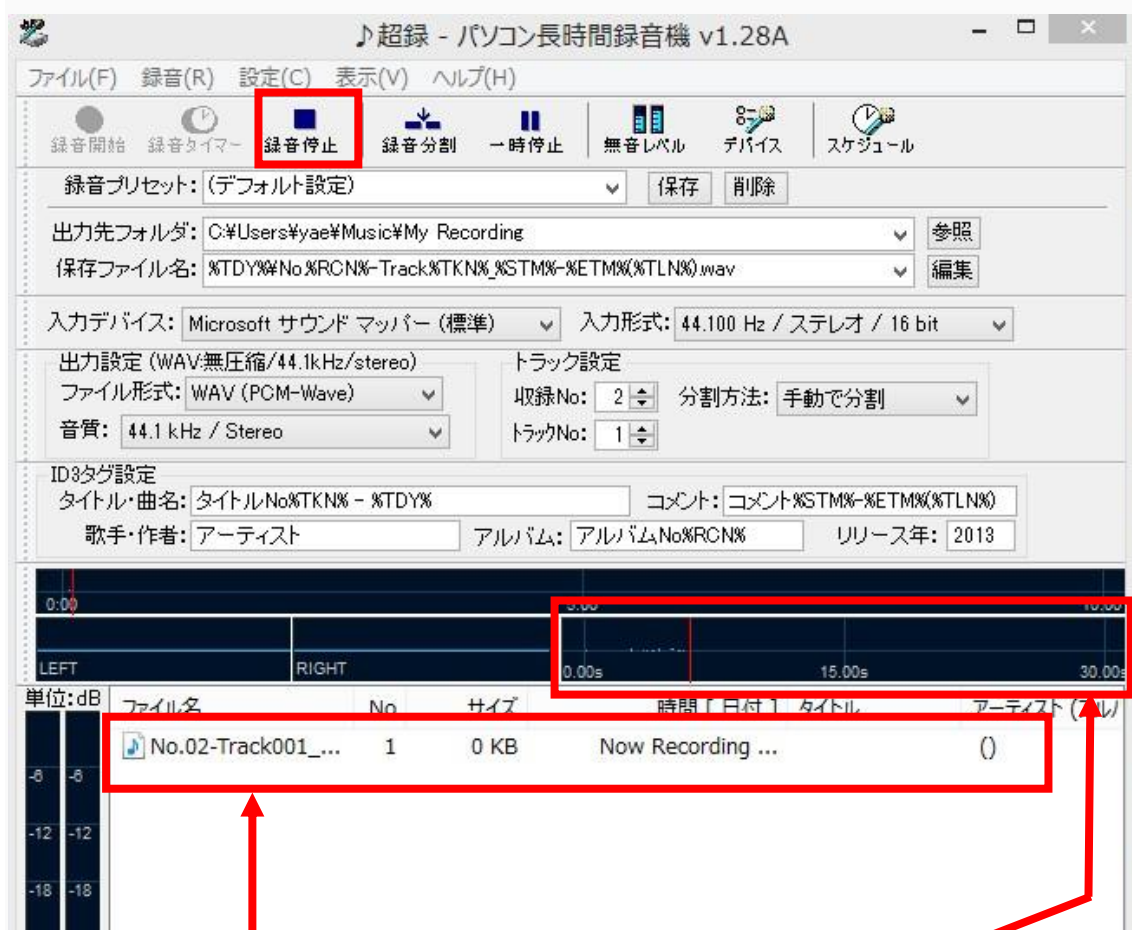 ♪超録 - パソコン長時間録音機 v1.28A
ファイル(F) 録音(R) 設定(C) 表示(V) ヘルプ(H)
録音開始 録音タイマー 録音停止 録音分割 一時停止 無音レベル デバイス スケジュール
録音プリセット: (デフォルト設定) 保存 削除
出力先フォルダ: C:¥Users¥yae¥Music¥My Recording 参照
保存ファイル名: %TDY%¥No.%RCN%-Track%TKN%_%STM%-%ETM%(%TLN%).wav 編集
入力デバイス: Microsoft サウンド マッパー (標準) 入力形式: 44.100 Hz / ステレオ / 16 bit
出力設定 (WAV:無圧縮/44.1kHz/stereo) トラック設定
ファイル形式: WAV (PCM-Wave) 収録No: 2 分割方法: 手動で分割
音質: 44.1 kHz / Stereo トラックNo: 1
ID3タグ設定
タイトル・曲名: タイトルNo%TKN% - %TDY% コメント: コメント%STM%-%ETM%(%TLN%)
歌手・作者: アーティスト アルバム: アルバムNo%RCN% リリース年: 2013
0:00 5:00 10:00
LEFT RIGHT 0.00s 15.00s 30.00s
単位:dB ファイル名 No サイズ 時間 [ 日付 ] タイトル アーティスト (アル
No.02-Track001_... 1 0 KB Now Recording ... ()
-6 -6
-12 -12
-18 -18